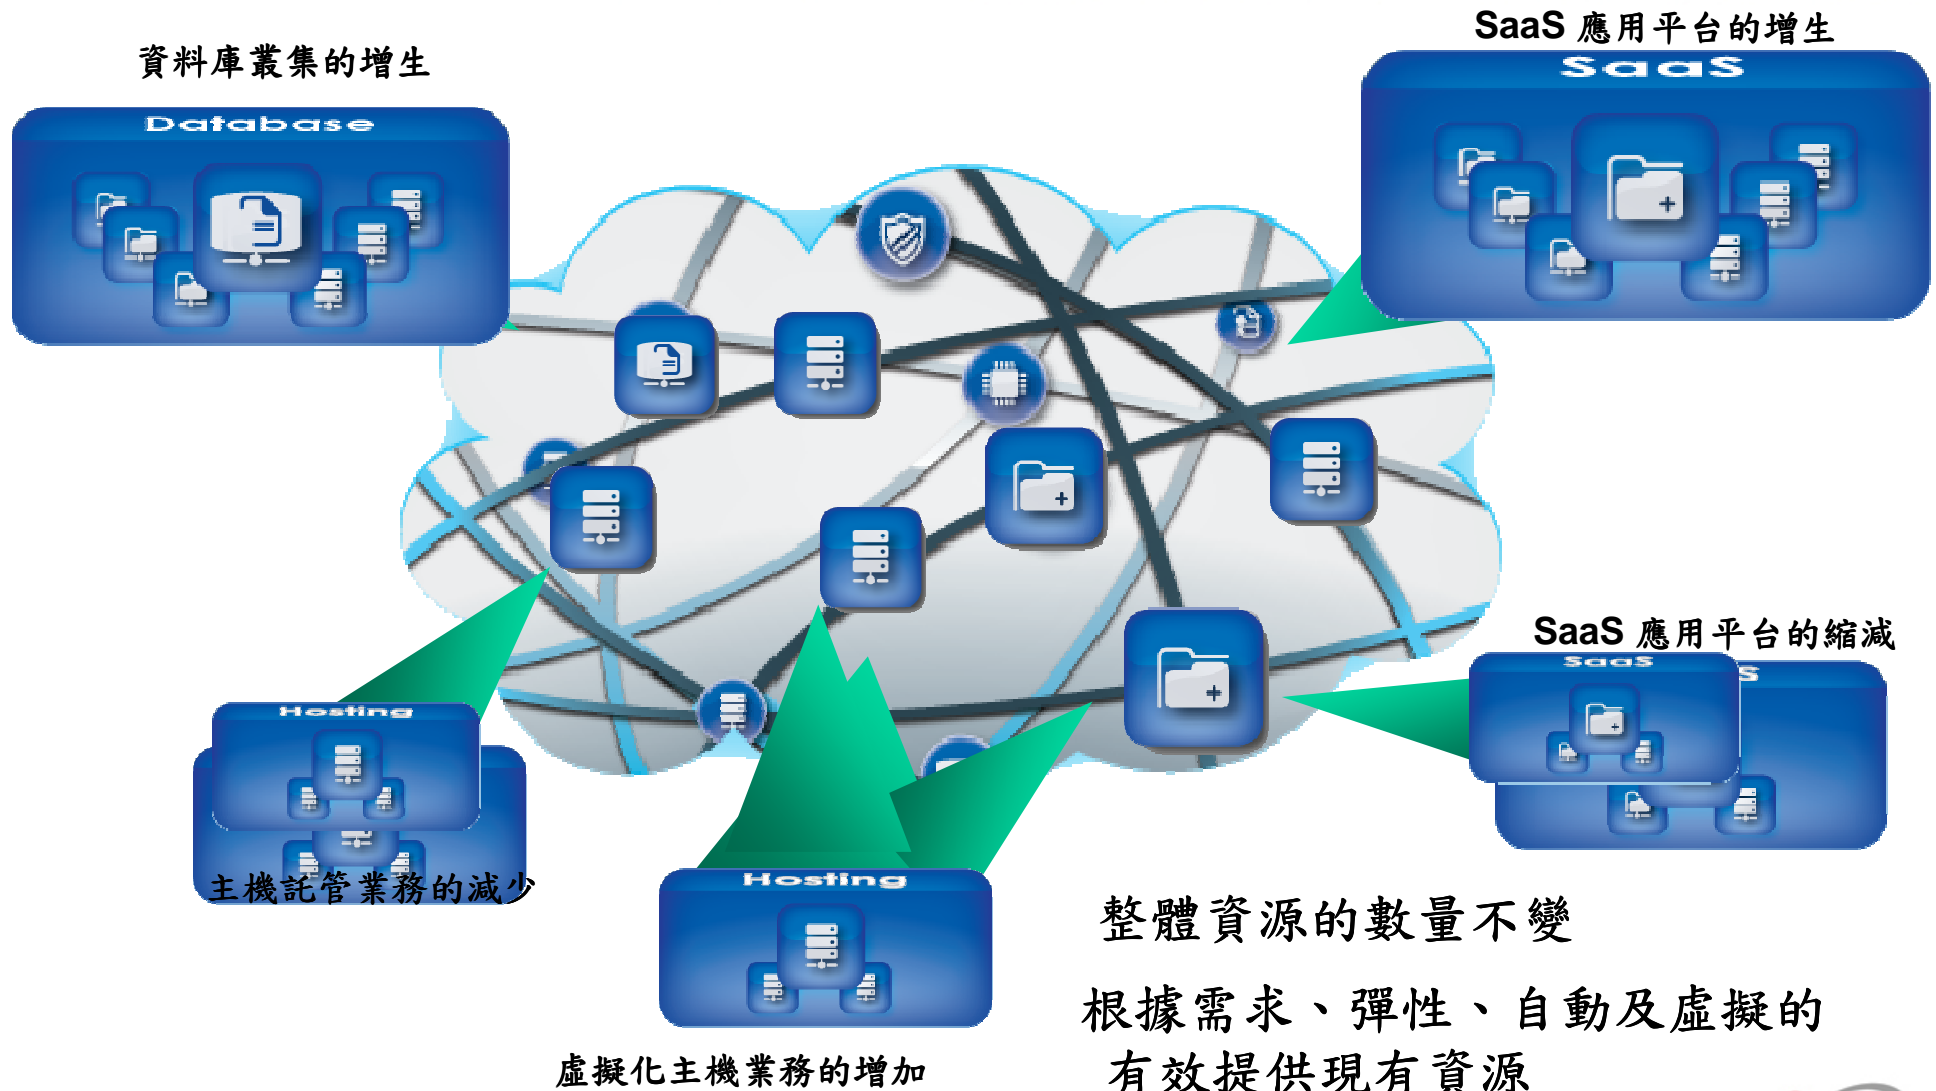 SaaS 應用平台的增生
資料庫叢集的增生
SaaS
Database
SaaS 應用平台的縮減
SaaS
S
Hosting
主機託管業務的減少
Hosting
整體資源的數量不變
根據需求、彈性、自動及虛擬的
有效提供現有資源
虛擬化主機業務的增加